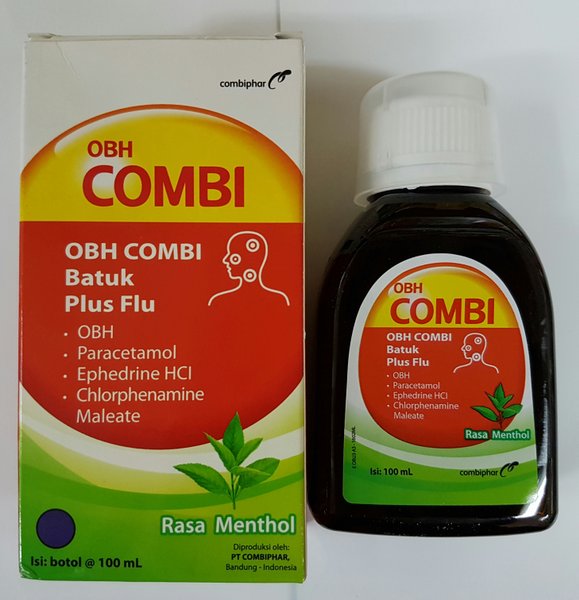 combiphar
OBH
COMBI
OBH COMBI
Batuk
Plus Flu
· OBH
· Paracetamol
· Ephedrine HCl
· Chlorphenamine
Maleate
Rasa Menthol
Isi: botol @ 100 mL
Diproduksi oleh:
PT COMBIPHAR,
Bandung - Indonesia
OBH
COMBI
OBH COMBI
Batuk
Plus Flu
· OBH
· Paracetamol
· Ephedrine HCl
· Chlorphenamine
Maleate
Rasa Menthol
Isi: 100 mL
combiphar